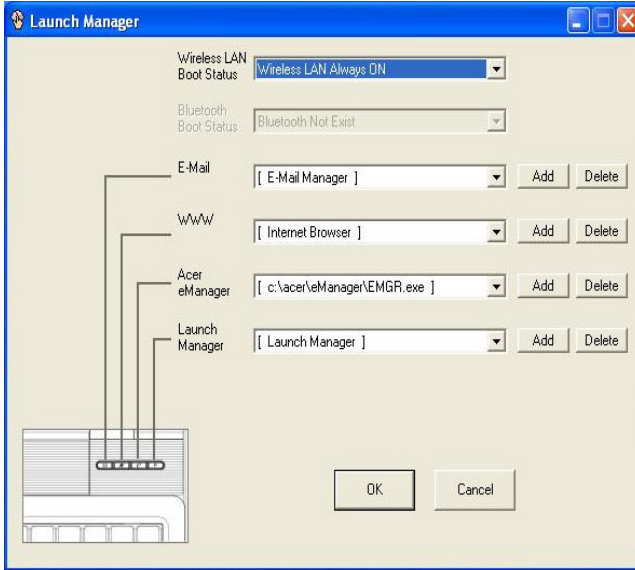 Launch Manager
Wireless LAN
Boot Status
Wireless LAN Always ON
Bluetooth
Boot Status
Bluetooth Not Exist
E-Mail
[ E-Mail Manager ]
Add
Delete
WWW
[ Internet Browser ]
Add
Delete
Acer
eManager
[ c:\acer\eManager\EMGR.exe ]
Add
Delete
Launch
Manager
[ Launch Manager ]
Add
Delete
OK
Cancel